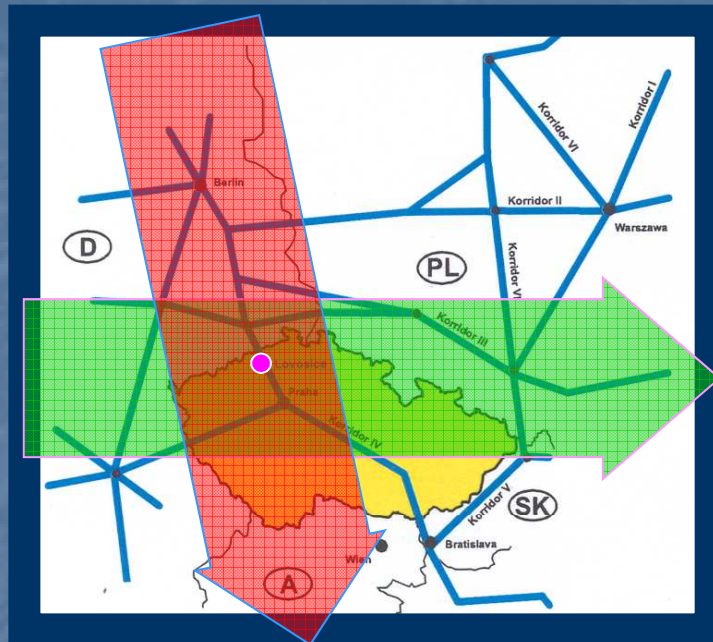 Korridor VI
Korridor I
Berlin
Korridor II
Warszawa
D
PL
Korridor VI
Korridor III
LOVOSICE
Praha
Korridor IV
Korridor V
SK
Wien
Bratislava
A